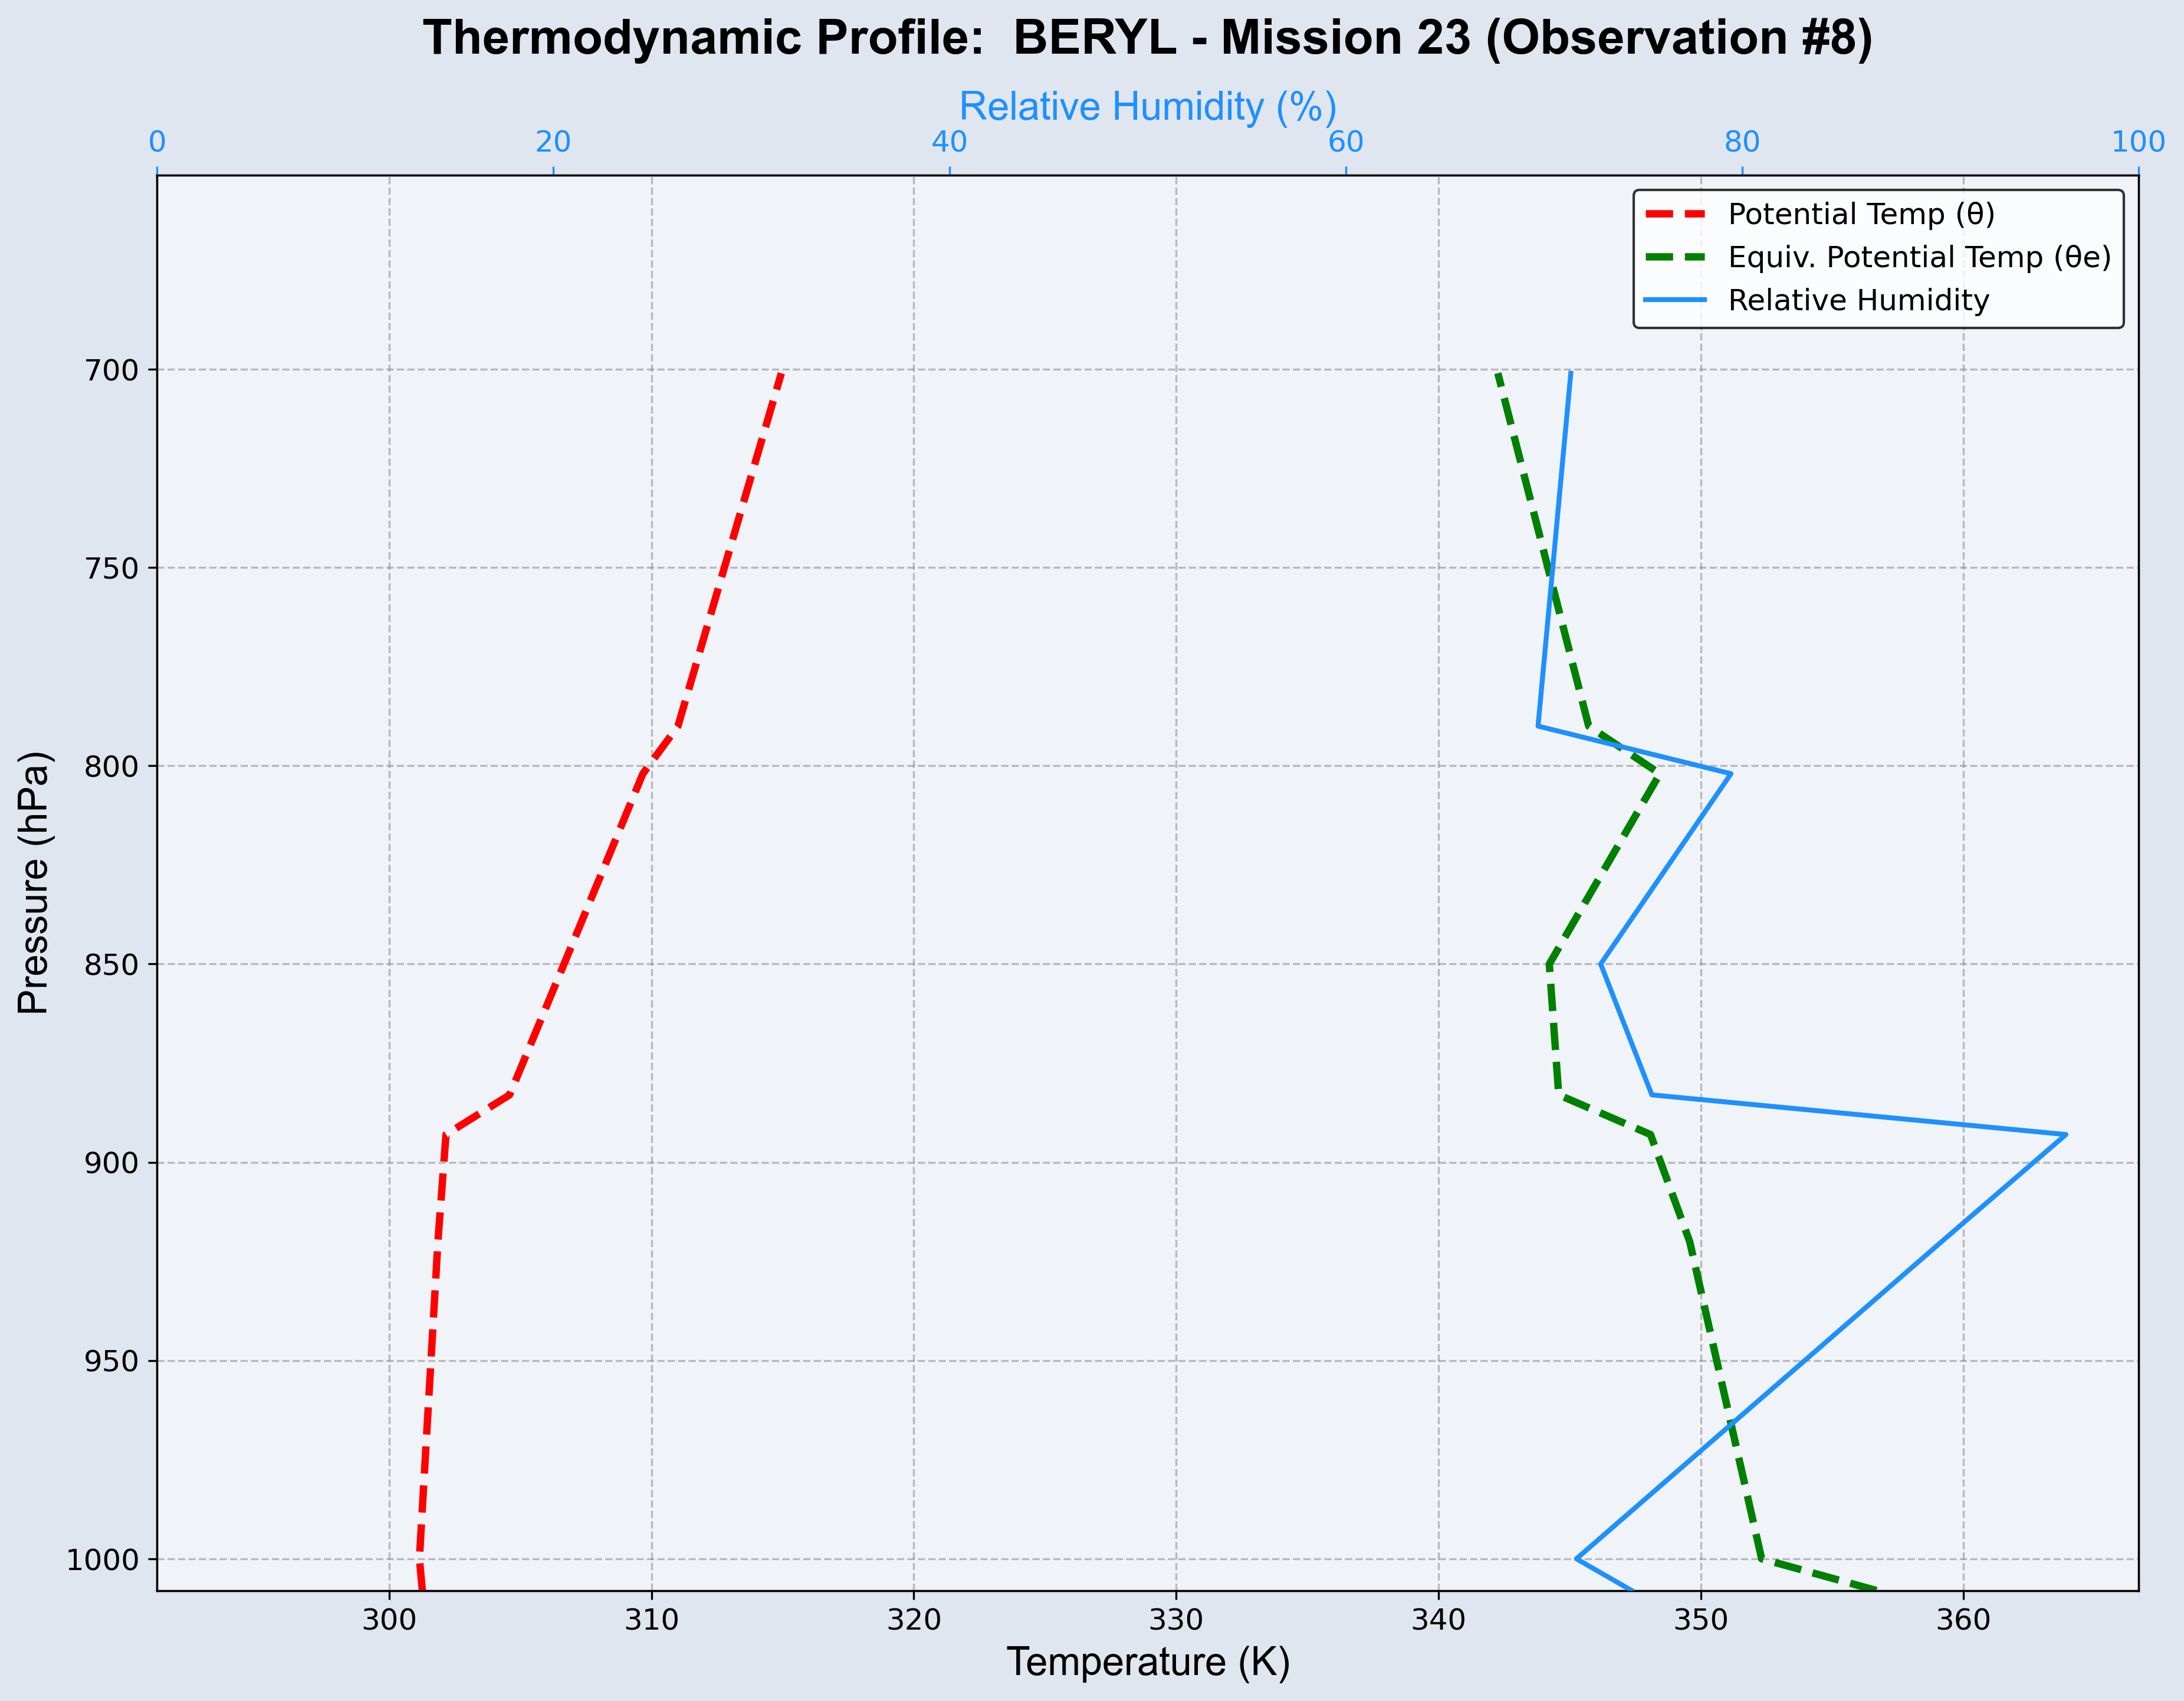 Thermodynamic Profile:  BERYL - Mission 23 (Observation #8)
Relative Humidity (%)
0 20 40 60 80 100
Potential Temp (θ)
Equiv. Potential Temp (θe)
Relative Humidity
700
750
800
850
900
950
1000
Pressure (hPa)
300 310 320 330 340 350 360
Temperature (K)